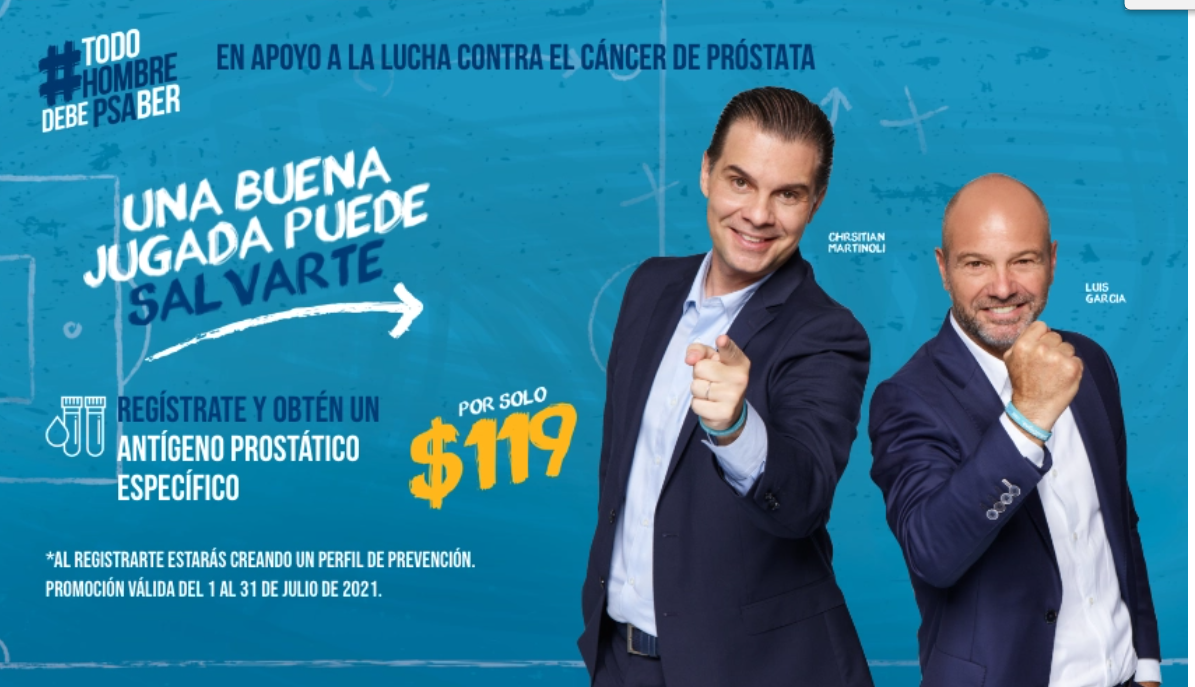 #TODO
HOMBRE
DEBE PSABER
EN APOYO A LA LUCHA CONTRA EL CÁNCER DE PRÓSTATA
UNA BUENA
JUGADA PUEDE
SALVARTE
CHRSITIAN
MARTINOLI
LUIS
GARCIA
REGÍSTRATE Y OBTÉN UN
ANTÍGENO PROSTÁTICO
ESPECÍFICO
POR SOLO
$119
*AL REGISTRARTE ESTARÁS CREANDO UN PERFIL DE PREVENCIÓN.
PROMOCIÓN VÁLIDA DEL 1 AL 31 DE JULIO DE 2021.